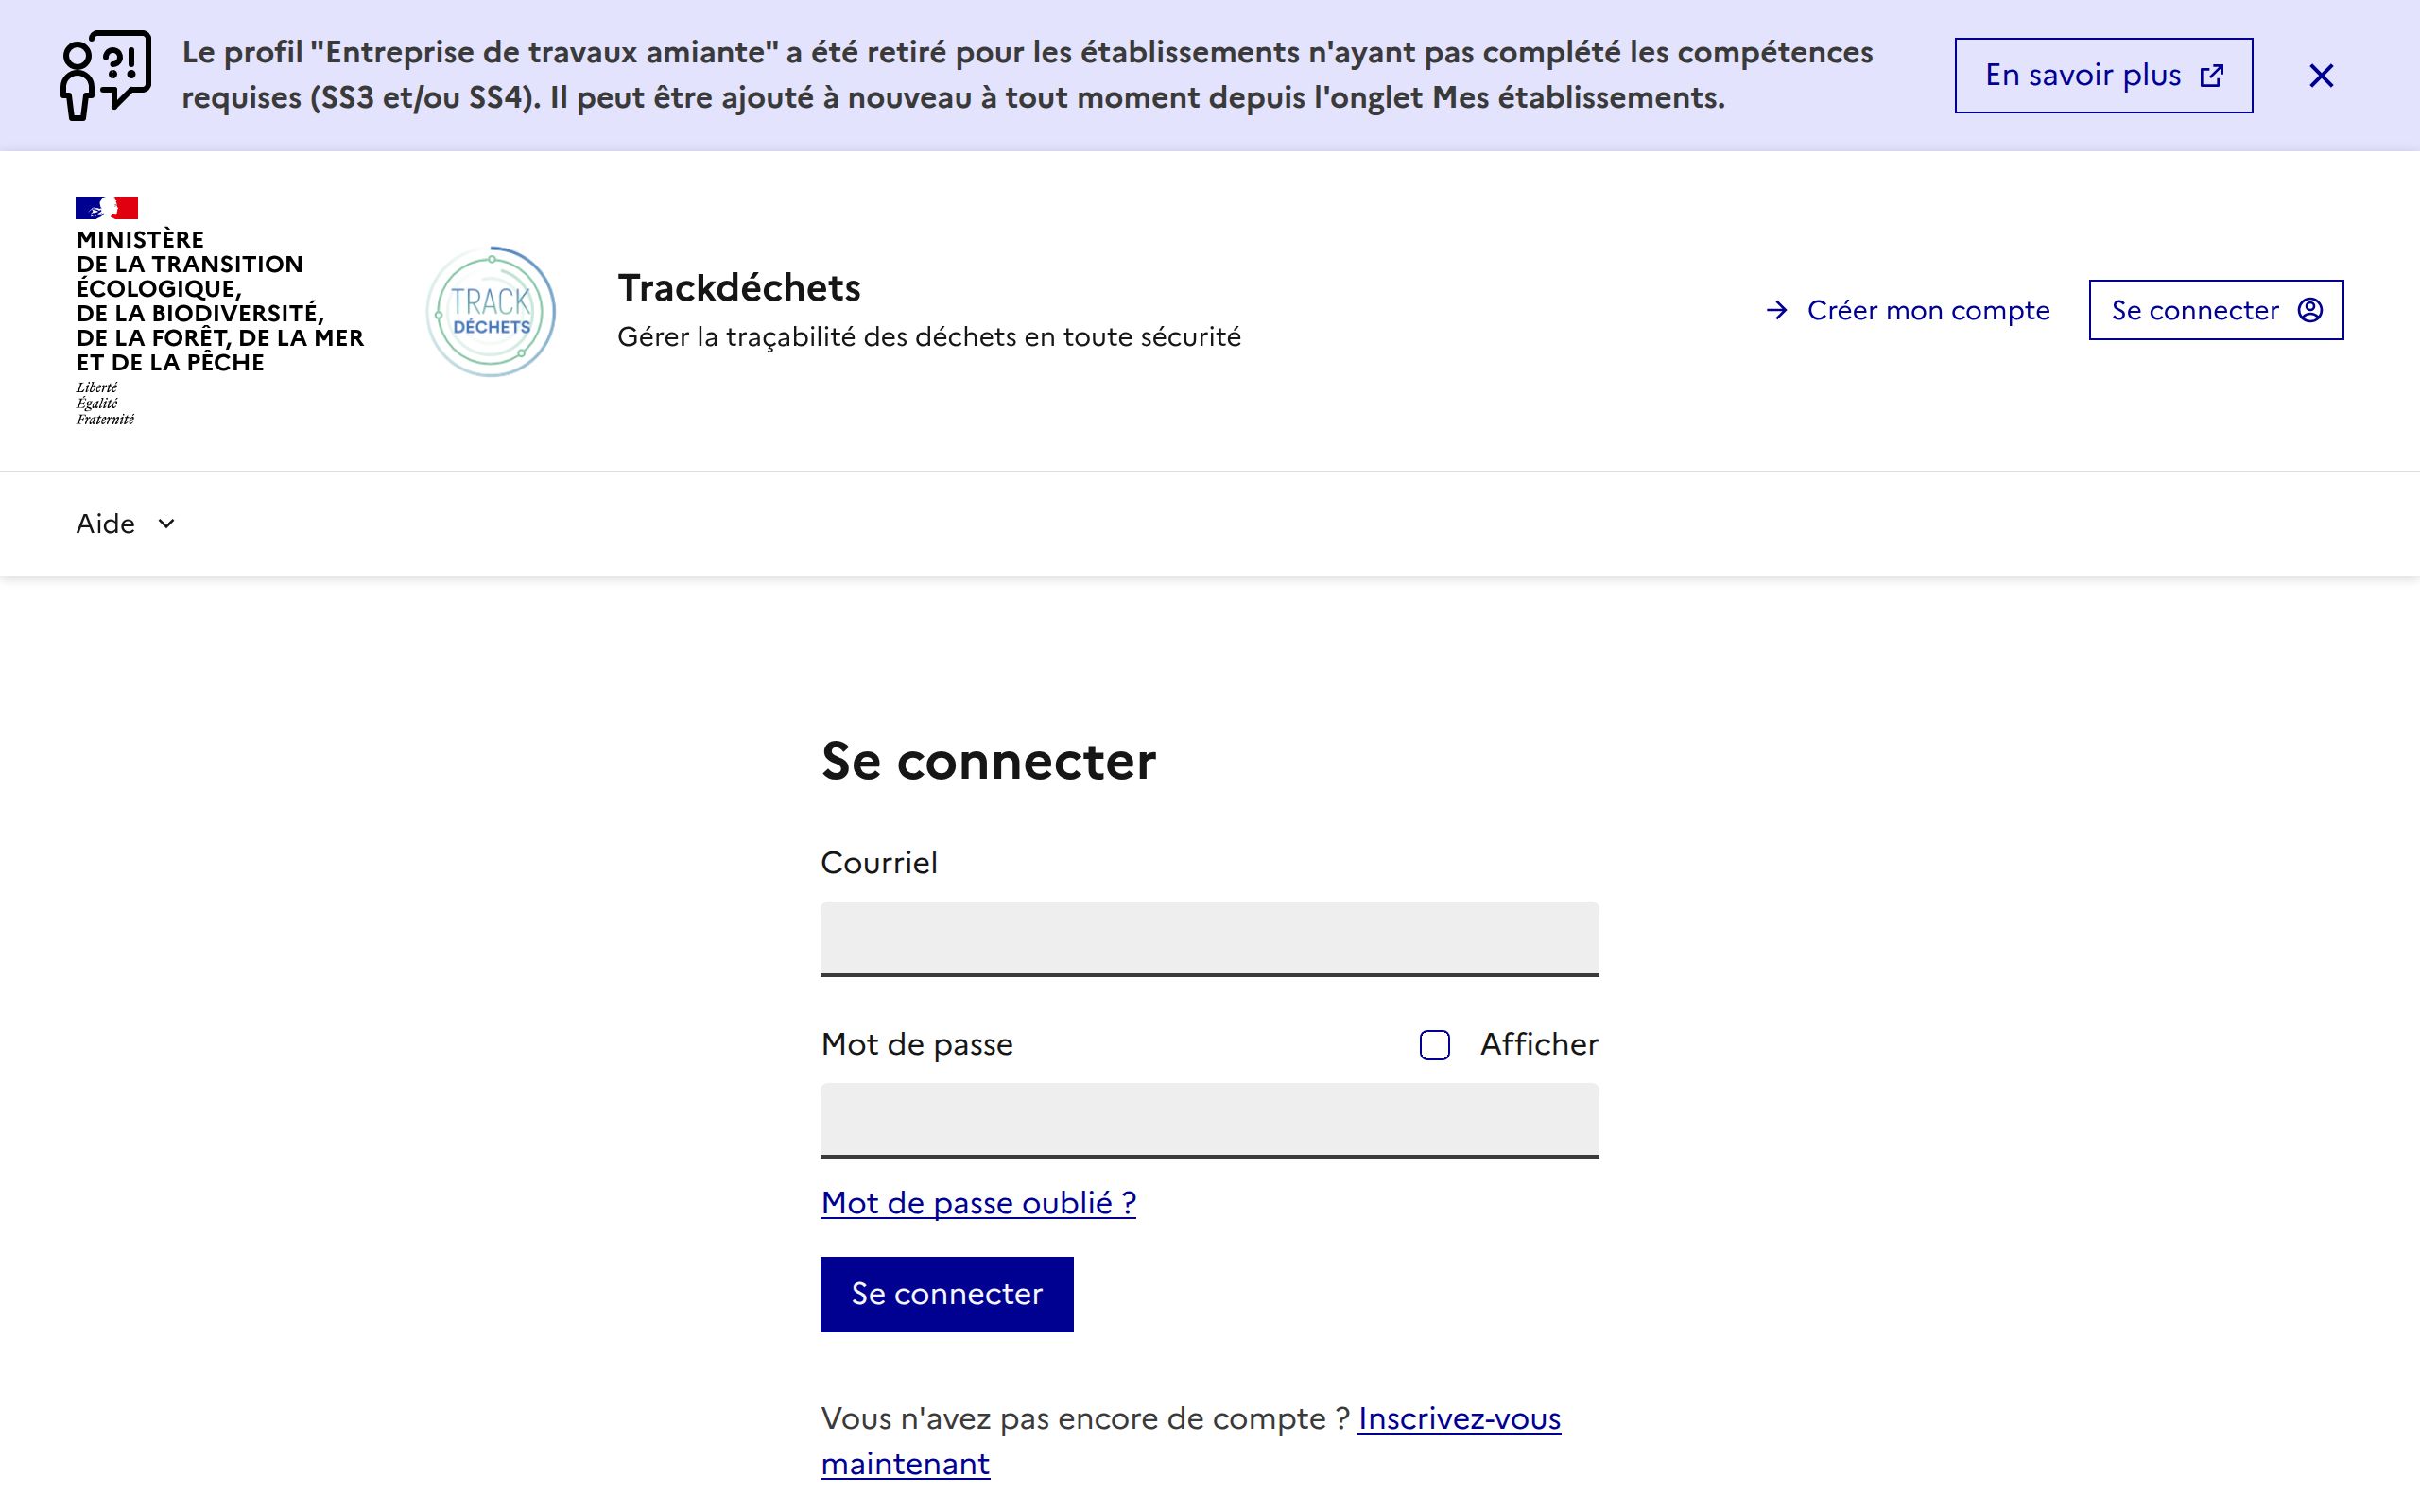 Le profil "Entreprise de travaux amiante" a été retiré pour les établissements n'ayant pas complété les compétences
requises (SS3 et/ou SS4). Il peut être ajouté à nouveau à tout moment depuis l'onglet Mes établissements.
En savoir plus
MINISTÈRE
DE LA TRANSITION
ÉCOLOGIQUE,
DE LA BIODIVERSITÉ,
DE LA FORÊT, DE LA MER
ET DE LA PÊCHE
Liberté
Égalité
Fraternité
TRACK
DÉCHETS
Trackdéchets
Gérer la traçabilité des déchets en toute sécurité
Créer mon compte
Se connecter
Aide
Se connecter
Courriel
Mot de passe
Afficher
Mot de passe oublié ?
Se connecter
Vous n'avez pas encore de compte ? Inscrivez-vous
maintenant